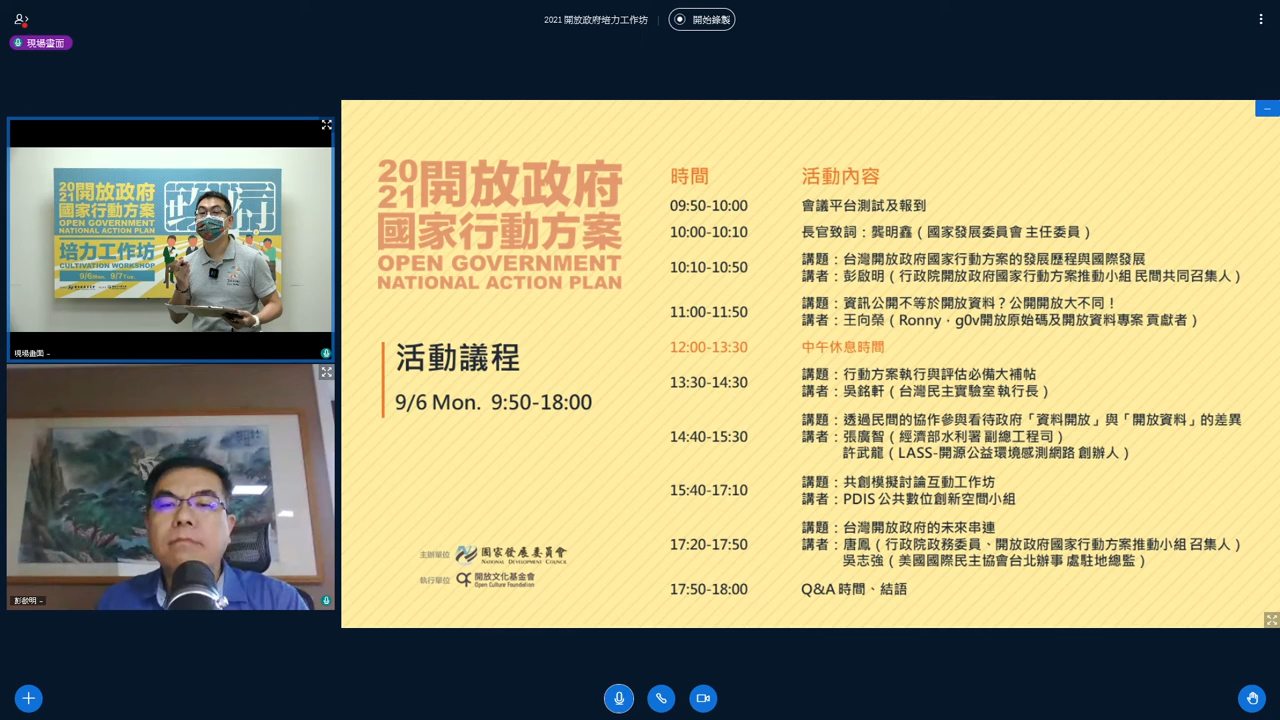 2021 開放政府培力工作坊
開始錄製
現場畫面
2021開放政府
國家行動方案
OPEN GOVERNMENT
NATIONAL ACTION PLAN
培力工作坊
CULTIVATION WORKSHOP
現場畫面
彭啟明
2021開放政府
國家行動方案
OPEN GOVERNMENT
NATIONAL ACTION PLAN
活動議程
9/6 Mon. 9:50-18:00
主辦單位 國家發展委員會
NATIONAL DEVELOPMENT COUNCIL
執行單位 開放文化基金會
Open Culture Foundation
時間 活動內容
09:50-10:00 會議平台測試及報到
10:00-10:10 長官致詞：龔明鑫（國家發展委員會 主任委員）
10:10-10:50 講題：台灣開放政府國家行動方案的發展歷程與國際發展
講者：彭啟明（行政院開放政府國家行動方案推動小組 民間共同召集人）
11:00-11:50 講題：資訊公開不等於開放資料？公開開放大不同！
講者：王向榮（Ronny．g0v開放原始碼及開放資料專案 貢獻者）
12:00-13:30 中午休息時間
13:30-14:30 講題：行動方案執行與評估必備大補帖
講者：吳銘軒（台灣民主實驗室 執行長）
14:40-15:30 講題：透過民間的協作參與看待政府「資料開放」與「開放資料」的差異
講者：張廣智（經濟部水利署 副總工程司）
許武龍（LASS-開源公益環境感測網路 創辦人）
15:40-17:10 講題：共創模擬討論互動工作坊
講者：PDIS 公共數位創新空間小組
17:20-17:50 講題：台灣開放政府的未來串連
講者：唐鳳（行政院政務委員、開放政府國家行動方案推動小組 召集人）
吳志強（美國國際民主協會台北辦事 處駐地總監）
17:50-18:00 Q&A 時間、結語